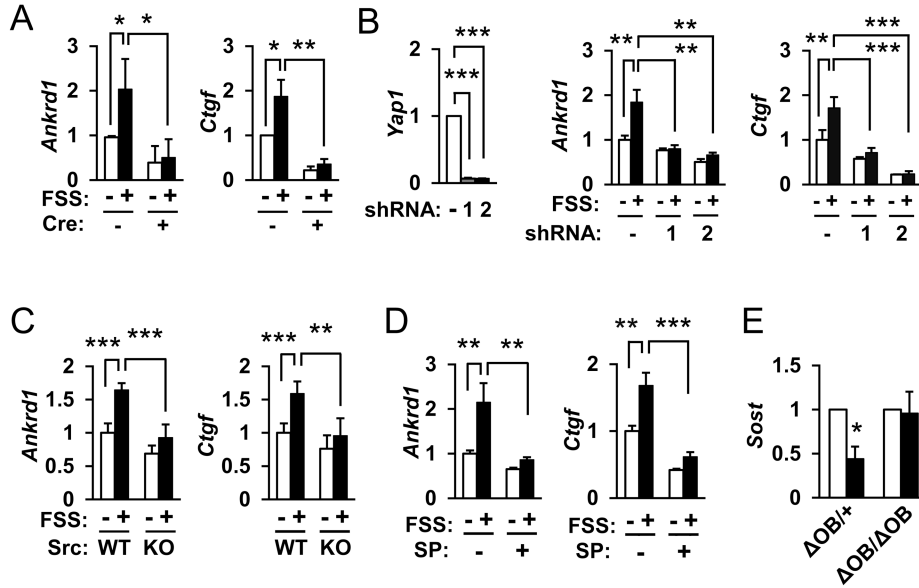 A
* *
Ankrd1
3
2
1
0
FSS: - + - +
Cre: - +
* **
Ctgf
3
2
1
0
- + - +
- +
B
***
***
Yap1
2
1
0
shRNA: - 1 2
** **
**
Ankrd1
3
2
1
0
FSS: - + - + - +
shRNA: - 1 2
** ***
***
Ctgf
3
2
1
0
- + - + - +
- 1 2
C
*** ***
Ankrd1
2
1.5
1
0.5
0
FSS: - + - +
Src: WT KO
*** **
Ctgf
2
1.5
1
0.5
0
- + - +
WT KO
D
** **
Ankrd1
3
2
1
0
FSS: - + - +
SP: - +
** ***
Ctgf
2
1
0
FSS: - + - +
SP: - +
E
Sost
1.5
1
0.5
0
*
ΔOB/+
ΔOB/ΔOB